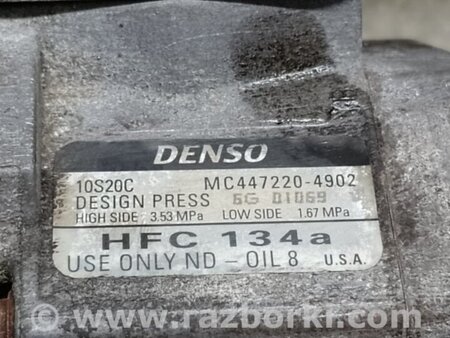 DENSO
10S20C MC447220-4902
DESIGN PRESS 6G 01069
HIGH SIDE 3.53 MPa LOW SIDE 1.67 MPa
HFC 134a
USE ONLY ND-OIL 8 U.S.A.
www.razborki.com